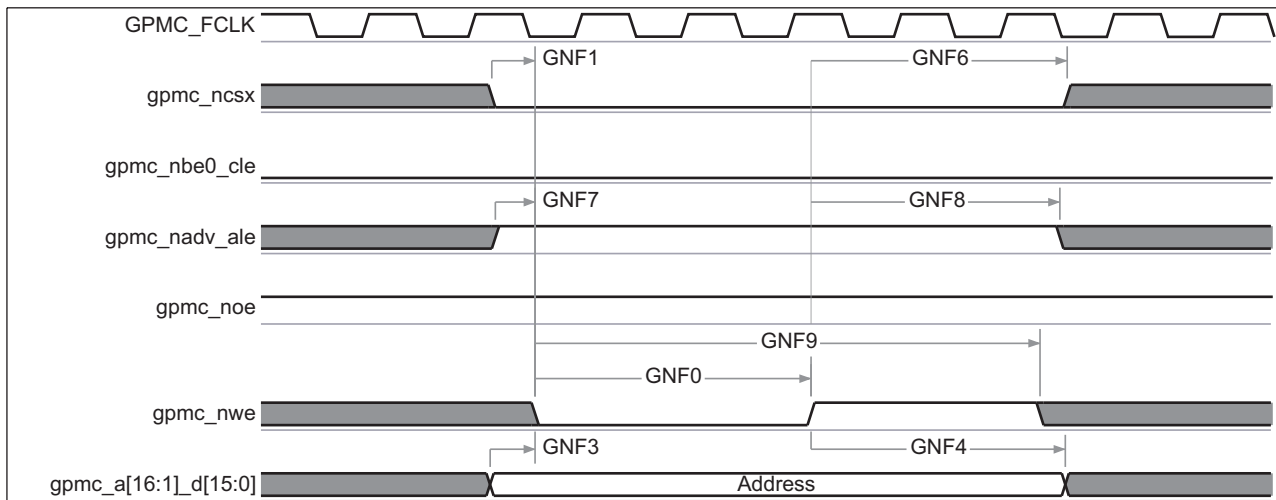 GPMC_FCLK
GNF1
GNF6
gpmc_ncsx
gpmc_nbe0_cle
GNF7
GNF8
gpmc_nadv_ale
gpmc_noe
GNF9
GNF0
gpmc_nwe
GNF3
GNF4
gpmc_a[16:1]_d[15:0]
Address